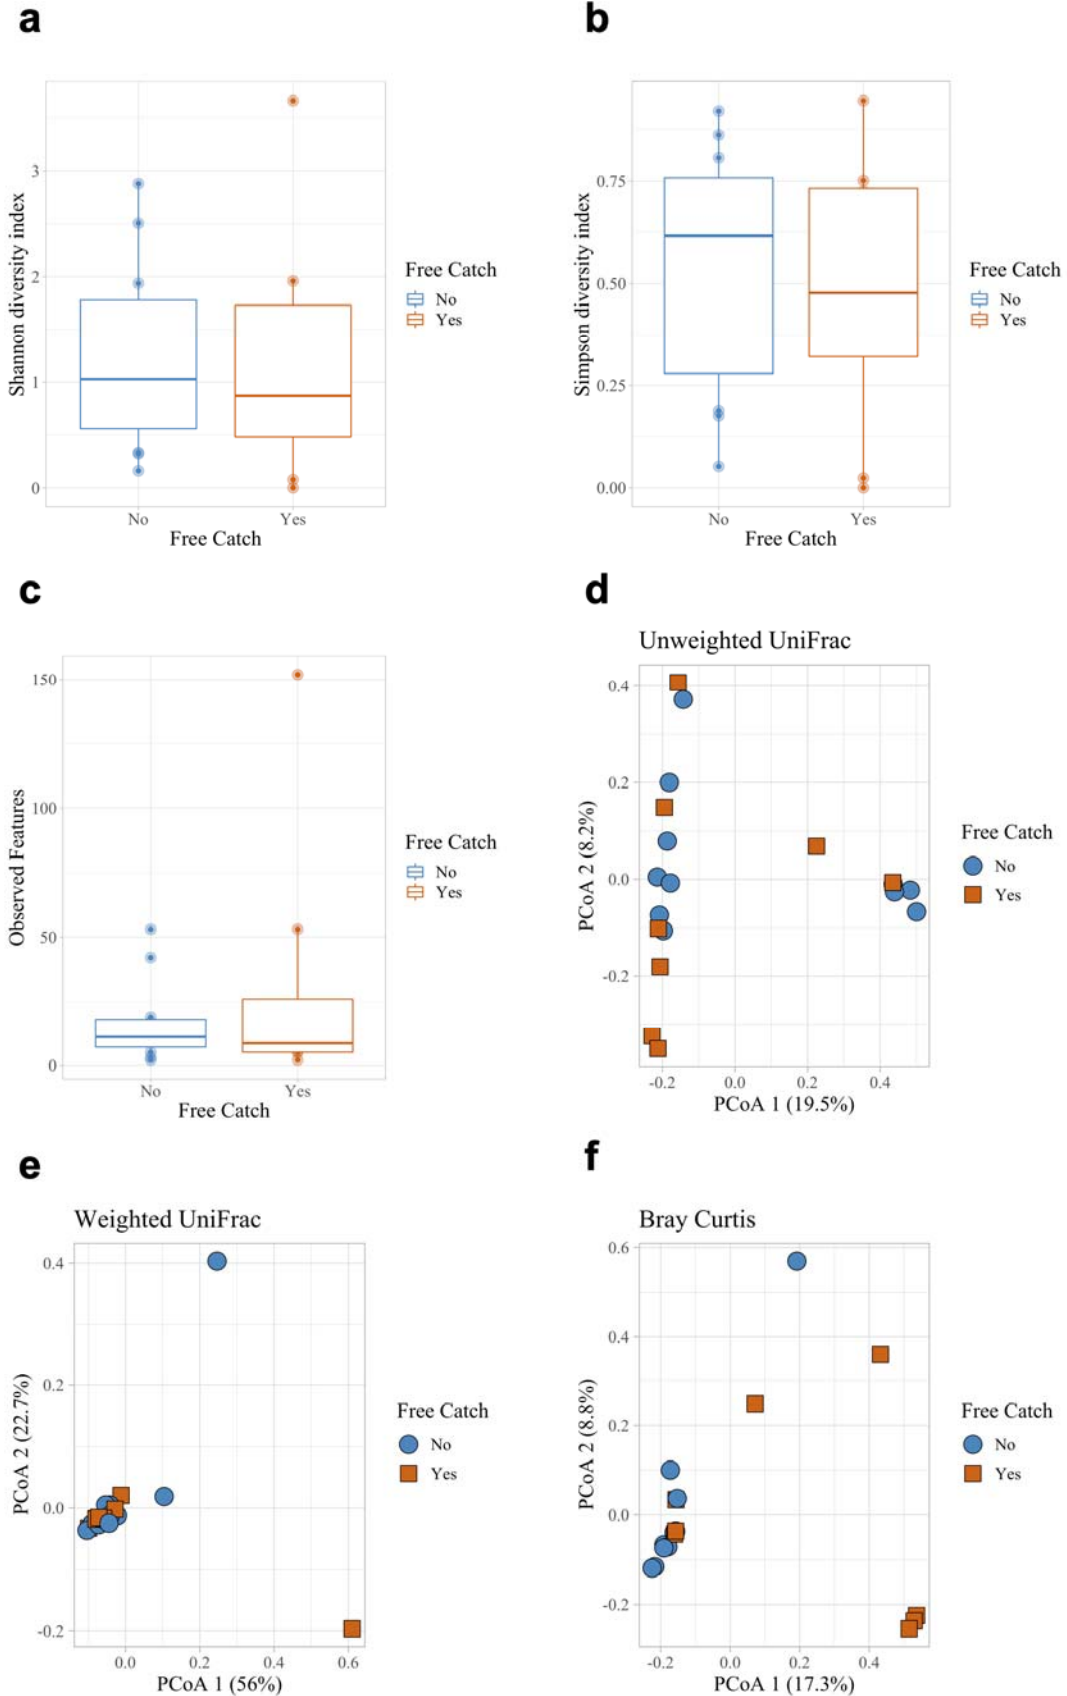 a
Shannon diversity index
3
2
1
0
No
Yes
Free Catch
Free Catch
No
Yes
b
Simpson diversity index
0.75
0.50
0.25
0.00
No
Yes
Free Catch
Free Catch
No
Yes
c
Observed Features
150
100
50
0
No
Yes
Free Catch
Free Catch
No
Yes
d
Unweighted UniFrac
PCoA 2 (8.2%)
0.4
0.2
0.0
-0.2
-0.2
0.0
0.2
0.4
PCoA 1 (19.5%)
Free Catch
No
Yes
e
Weighted UniFrac
PCoA 2 (22.7%)
0.4
0.2
0.0
-0.2
0.0
0.2
0.4
0.6
PCoA 1 (56%)
Free Catch
No
Yes
f
Bray Curtis
PCoA 2 (8.8%)
0.6
0.4
0.2
0.0
-0.2
-0.2
0.0
0.2
0.4
PCoA 1 (17.3%)
Free Catch
No
Yes